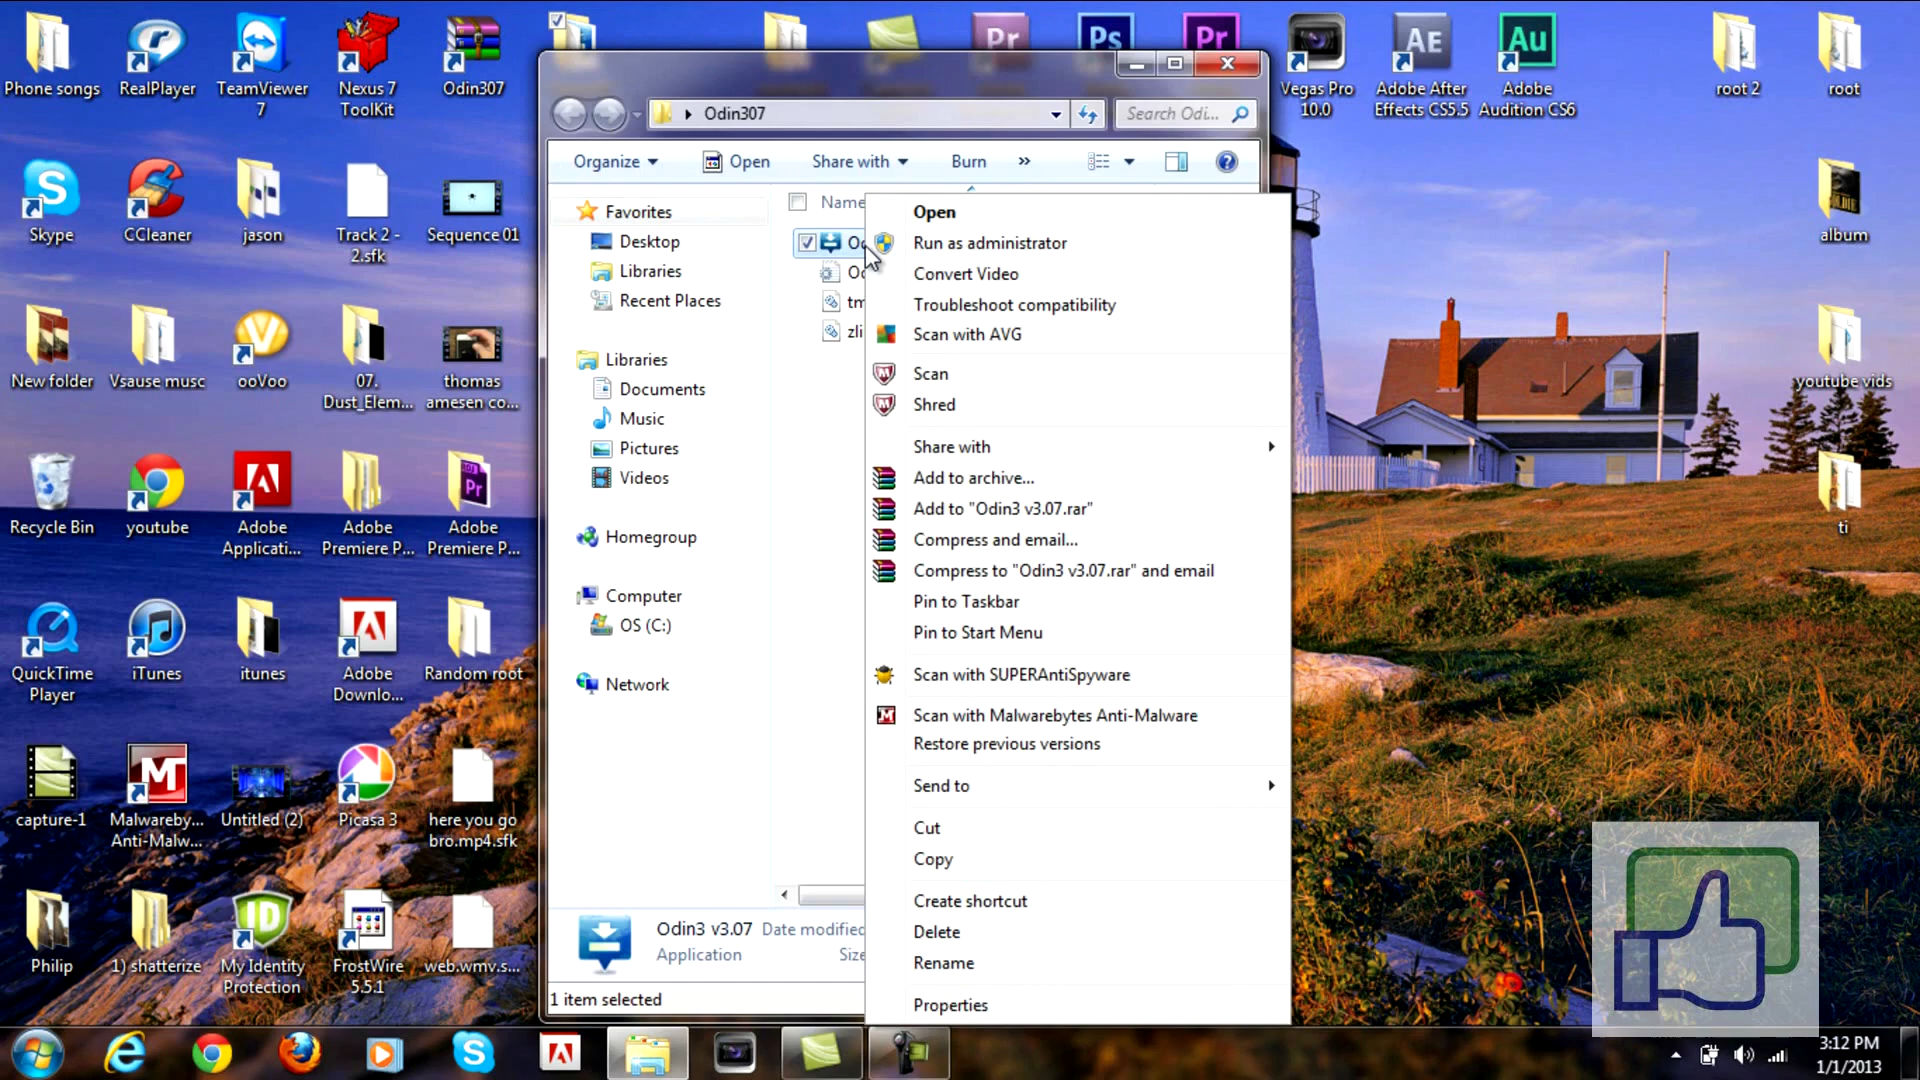 Phone songs
RealPlayer
TeamViewer
7
Nexus 7
ToolKit
Odin307
Pr
Ps
Pr
Vegas Pro
10.0
AE
Adobe After
Effects CS5.5
Au
Adobe
Audition CS6
root 2
root
Odin307
Search Odi...
Organize
Open
Share with
Burn
»
Skype
CCleaner
jason
Track 2 -
2.sfk
Sequence 01
album
New folder
Vsause musc
ooVoo
07.
Dust_Elem...
thomas
amesen co...
youtube vids
Recycle Bin
youtube
Adobe
Applicati...
Adobe
Premiere P...
Pr
Adobe
Premiere P...
ti
QuickTime
Player
iTunes
itunes
Adobe
Downlo...
Random root
capture-1
Malwareby...
Anti-Malw...
Untitled (2)
Picasa 3
here you go
bro.mp4.sfk
Philip
1) shatterize
ID
My Identity
Protection
FrostWire
5.5.1
web.wmv.s...
Favorites
Desktop
Libraries
Recent Places
Libraries
Documents
Music
Pictures
Videos
Homegroup
Computer
OS (C:)
Network
Name
tm
zli
Open
Run as administrator
Convert Video
Troubleshoot compatibility
Scan with AVG
Scan
Shred
Share with
Add to archive...
Add to "Odin3 v3.07.rar"
Compress and email...
Compress to "Odin3 v3.07.rar" and email
Pin to Taskbar
Pin to Start Menu
Scan with SUPERAntiSpyware
Scan with Malwarebytes Anti-Malware
Restore previous versions
Send to
Cut
Copy
Create shortcut
Delete
Rename
Properties
Odin3 v3.07 Date modified
Application
1 item selected
3:12 PM
1/1/2013